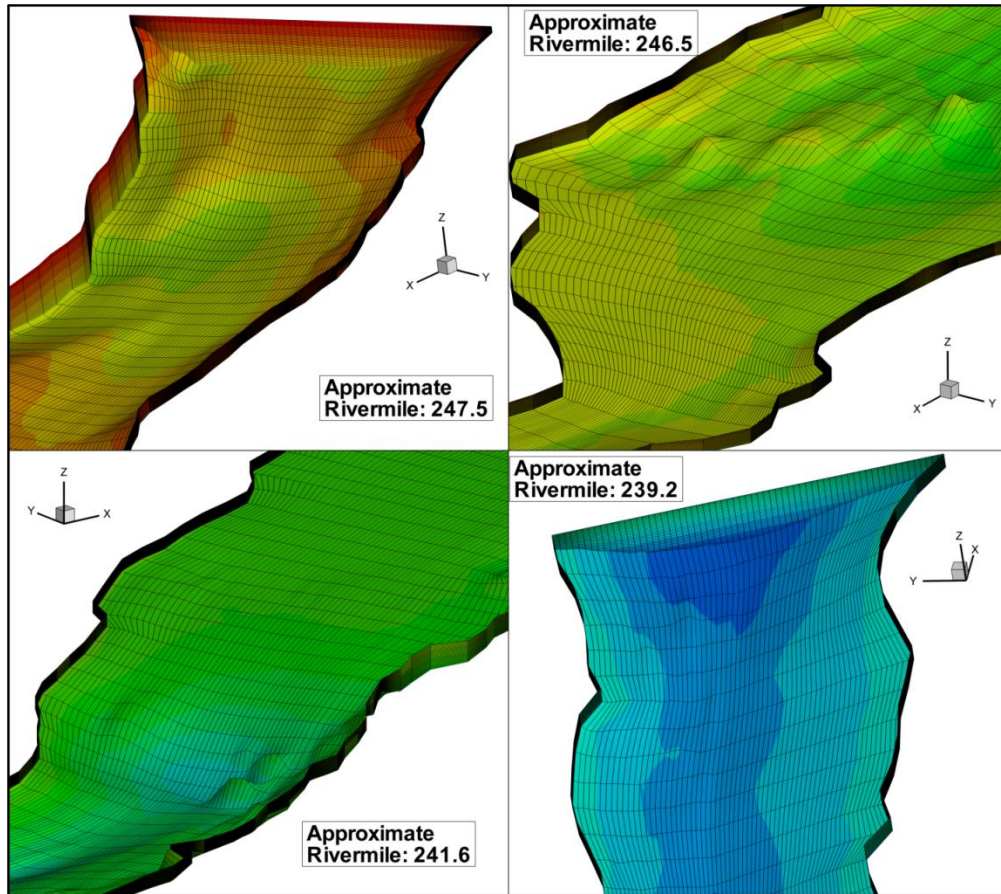 Approximate
Rivermile: 247.5
Z
X
Y
Approximate
Rivermile: 246.5
Z
X
Y
Z
Y
X
Approximate
Rivermile: 241.6
Approximate
Rivermile: 239.2
Z
X
Y